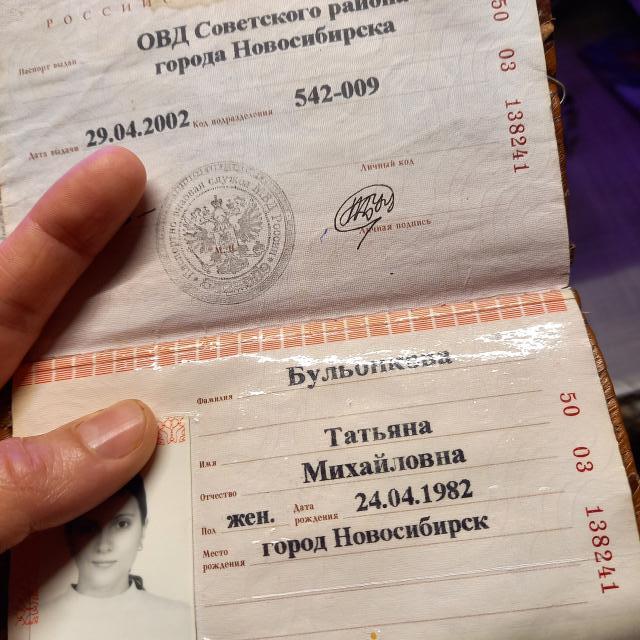 РОССИЙС
Паспорт выдан
ОВД Советского района
города Новосибирска
Дата выдачи 29.04.2002 Код подразделения 542-009
Личный код
Личная подпись
М.П.
50 03 138241
Фамилия Бульонкова
Имя Татьяна
Отчество Михайловна
Пол жен. Дата рождения 24.04.1982
Место рождения город Новосибирск
50 03 138241